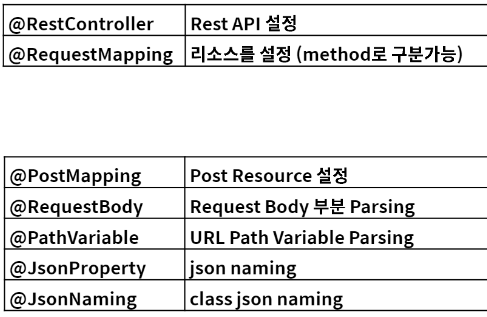 @RestController Rest API 설정
@RequestMapping 리소스를 설정 (method로 구분가능)
@PostMapping Post Resource 설정
@RequestBody Request Body 부분 Parsing
@PathVariable URL Path Variable Parsing
@JsonProperty json naming
@JsonNaming class json naming